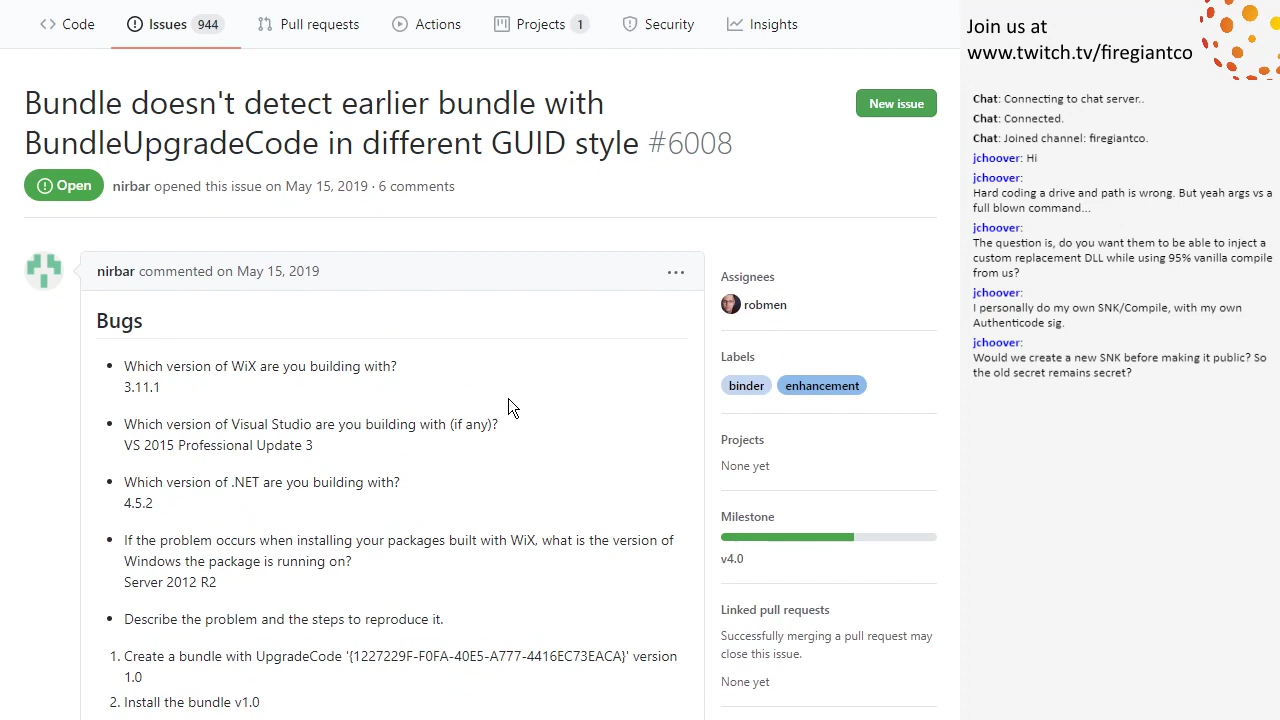 Code
Issues 944
Pull requests
Actions
Projects 1
Security
Insights
Bundle doesn't detect earlier bundle with
BundleUpgradeCode in different GUID style #6008
New issue
Open
nirbar opened this issue on May 15, 2019 · 6 comments
nirbar commented on May 15, 2019
Bugs
Which version of WiX are you building with?
3.11.1
Which version of Visual Studio are you building with (if any)?
VS 2015 Professional Update 3
Which version of .NET are you building with?
4.5.2
If the problem occurs when installing your packages built with WiX, what is the version of
Windows the package is running on?
Server 2012 R2
Describe the problem and the steps to reproduce it.
1. Create a bundle with UpgradeCode '{1227229F-F0FA-40E5-A777-4416EC73EACA}' version
1.0
2. Install the bundle v1.0
Assignees
robmen
Labels
binder enhancement
Projects
None yet
Milestone
v4.0
Linked pull requests
Successfully merging a pull request may
close this issue.
None yet
Join us at
www.twitch.tv/firegiantco
Chat: Connecting to chat server..
Chat: Connected.
Chat: Joined channel: firegiantco.
jchoover: Hi
jchoover:
Hard coding a drive and path is wrong. But yeah args vs a
full blown command...
jchoover:
The question is, do you want them to be able to inject a
custom replacement DLL while using 95% vanilla compile
from us?
jchoover:
I personally do my own SNK/Compile, with my own
Authenticode sig.
jchoover:
Would we create a new SNK before making it public? So
the old secret remains secret?